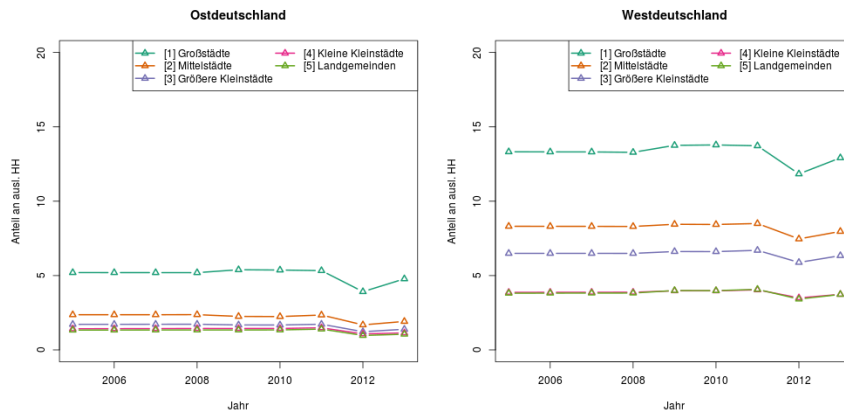 Ostdeutschland
[1] Großstädte
[2] Mittelstädte
[3] Größere Kleinstädte
[4] Kleine Kleinstädte
[5] Landgemeinden
Anteil an ausl. HH
20
15
10
5
0
2006 2008 2010 2012
Jahr
Westdeutschland
[1] Großstädte
[2] Mittelstädte
[3] Größere Kleinstädte
[4] Kleine Kleinstädte
[5] Landgemeinden
Anteil an ausl. HH
20
15
10
5
0
2006 2008 2010 2012
Jahr